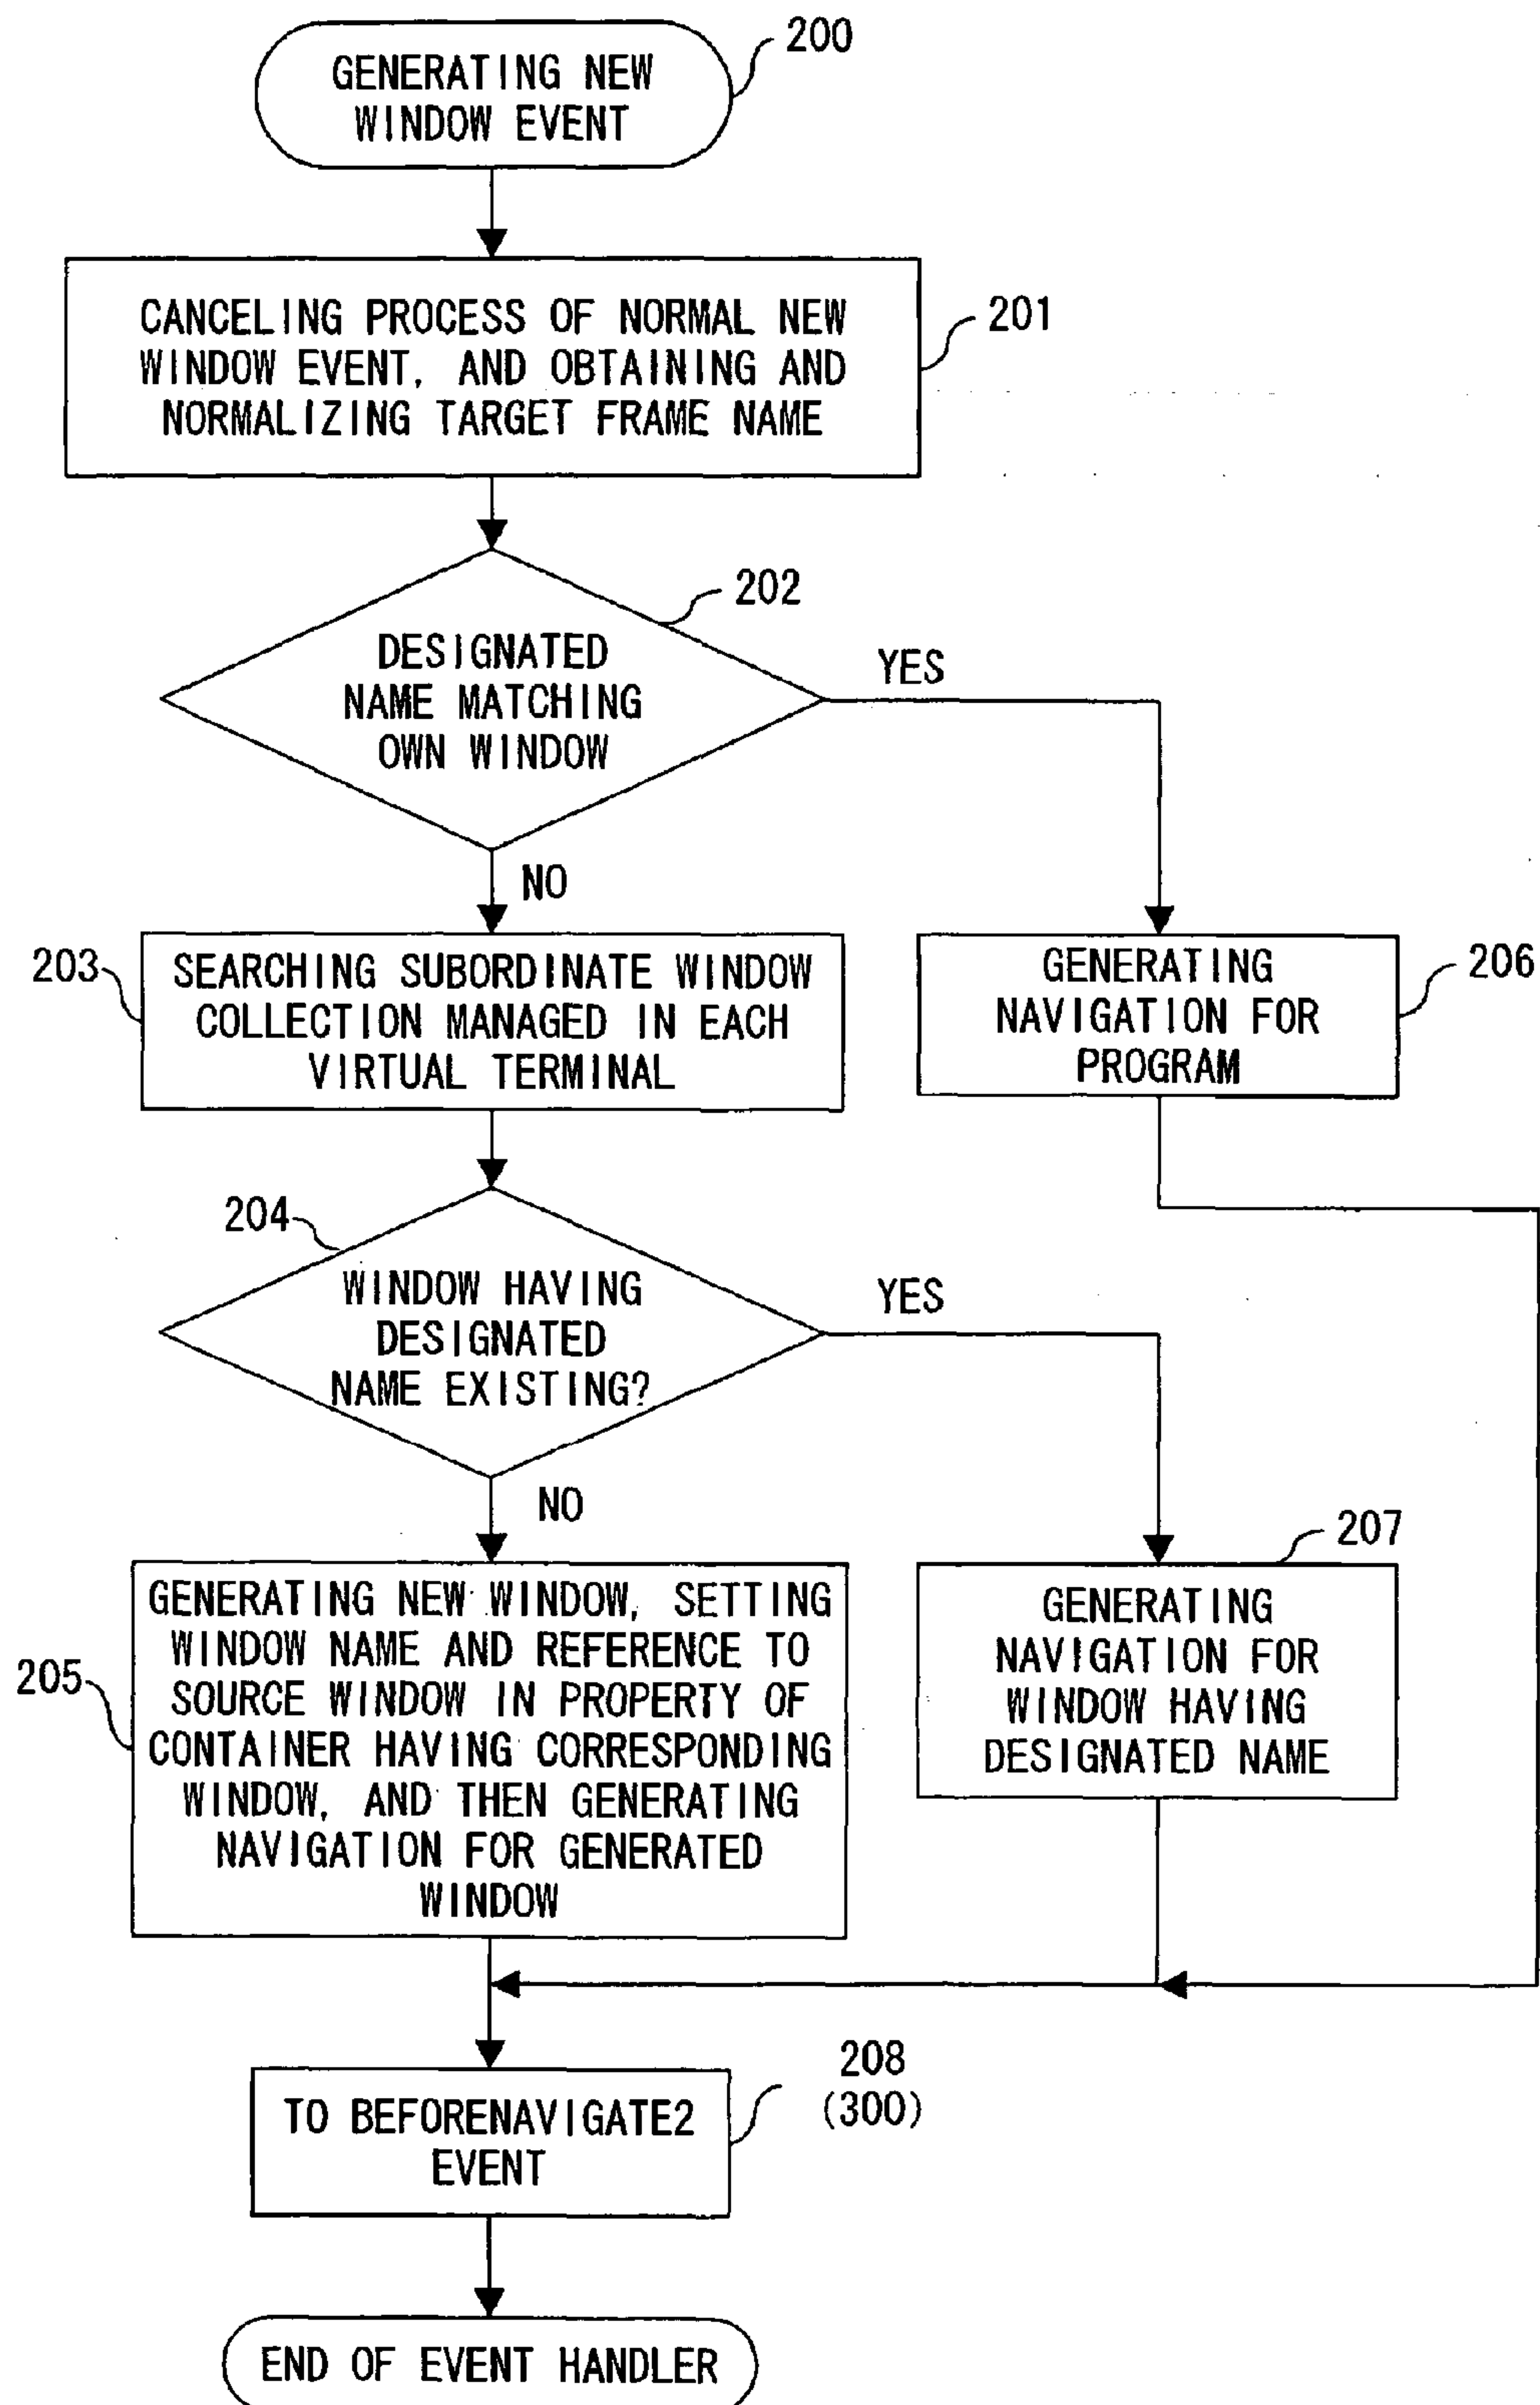 200
GENERATING NEW
WINDOW EVENT
201
CANCELING PROCESS OF NORMAL NEW
WINDOW EVENT, AND OBTAINING AND
NORMALIZING TARGET FRAME NAME
202
DESIGNATED
NAME MATCHING
OWN WINDOW
YES
NO
203
SEARCHING SUBORDINATE WINDOW
COLLECTION MANAGED IN EACH
VIRTUAL TERMINAL
206
GENERATING
NAVIGATION FOR
PROGRAM
204
WINDOW HAVING
DESIGNATED
NAME EXISTING?
YES
NO
205
GENERATING NEW WINDOW, SETTING
WINDOW NAME AND REFERENCE TO
SOURCE WINDOW IN PROPERTY OF
CONTAINER HAVING CORRESPONDING
WINDOW, AND THEN GENERATING
NAVIGATION FOR GENERATED
WINDOW
207
GENERATING
NAVIGATION FOR
WINDOW HAVING
DESIGNATED NAME
208
(300)
TO BEFORENAVIGATE2
EVENT
END OF EVENT HANDLER